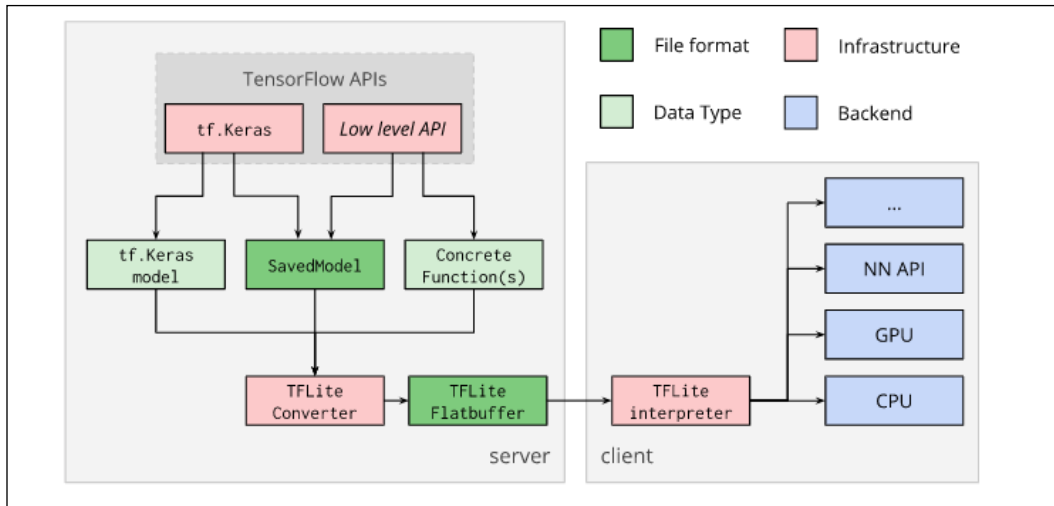 TensorFlow APIs
tf.Keras
Low level API
tf.Keras
model
SavedModel
Concrete
Function(s)
TFLite
Converter
TFLite
Flatbuffer
server
File format
Infrastructure
Data Type
Backend
...
NN API
GPU
CPU
TFLite
interpreter
client